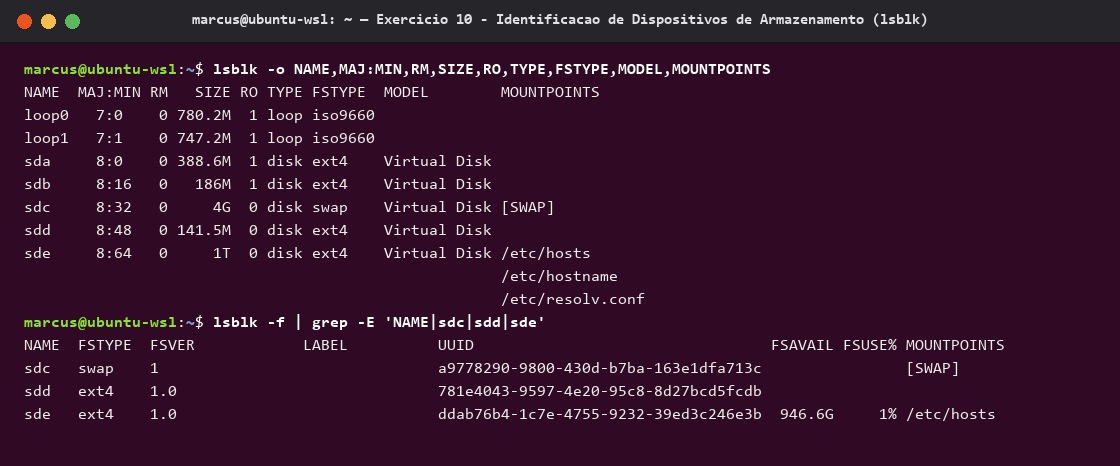 marcus@ubuntu-wsl: ~ — Exercicio 10 - Identificacao de Dispositivos de Armazenamento (lsblk)
marcus@ubuntu-wsl:~$ lsblk -o NAME,MAJ:MIN,RM,SIZE,RO,TYPE,FSTYPE,MODEL,MOUNTPOINTS
NAME  MAJ:MIN RM   SIZE RO TYPE FSTYPE  MODEL        MOUNTPOINTS
loop0   7:0    0 780.2M  1 loop iso9660
loop1   7:1    0 747.2M  1 loop iso9660
sda     8:0    0 388.6M  1 disk ext4    Virtual Disk
sdb     8:16   0   186M  1 disk ext4    Virtual Disk
sdc     8:32   0     4G  0 disk swap    Virtual Disk [SWAP]
sdd     8:48   0 141.5M  0 disk ext4    Virtual Disk
sde     8:64   0     1T  0 disk ext4    Virtual Disk /etc/hosts
                                                     /etc/hostname
                                                     /etc/resolv.conf
marcus@ubuntu-wsl:~$ lsblk -f | grep -E 'NAME|sdc|sdd|sde'
NAME  FSTYPE  FSVER            LABEL          UUID                                 FSAVAIL FSUSE% MOUNTPOINTS
sdc   swap    1                               a9778290-9800-430d-b7ba-163e1dfa713c                [SWAP]
sdd   ext4    1.0                             781e4043-9597-4e20-95c8-8d27bcd5fcdb
sde   ext4    1.0                             ddab76b4-1c7e-4755-9232-39ed3c246e3b  946.6G     1% /etc/hosts